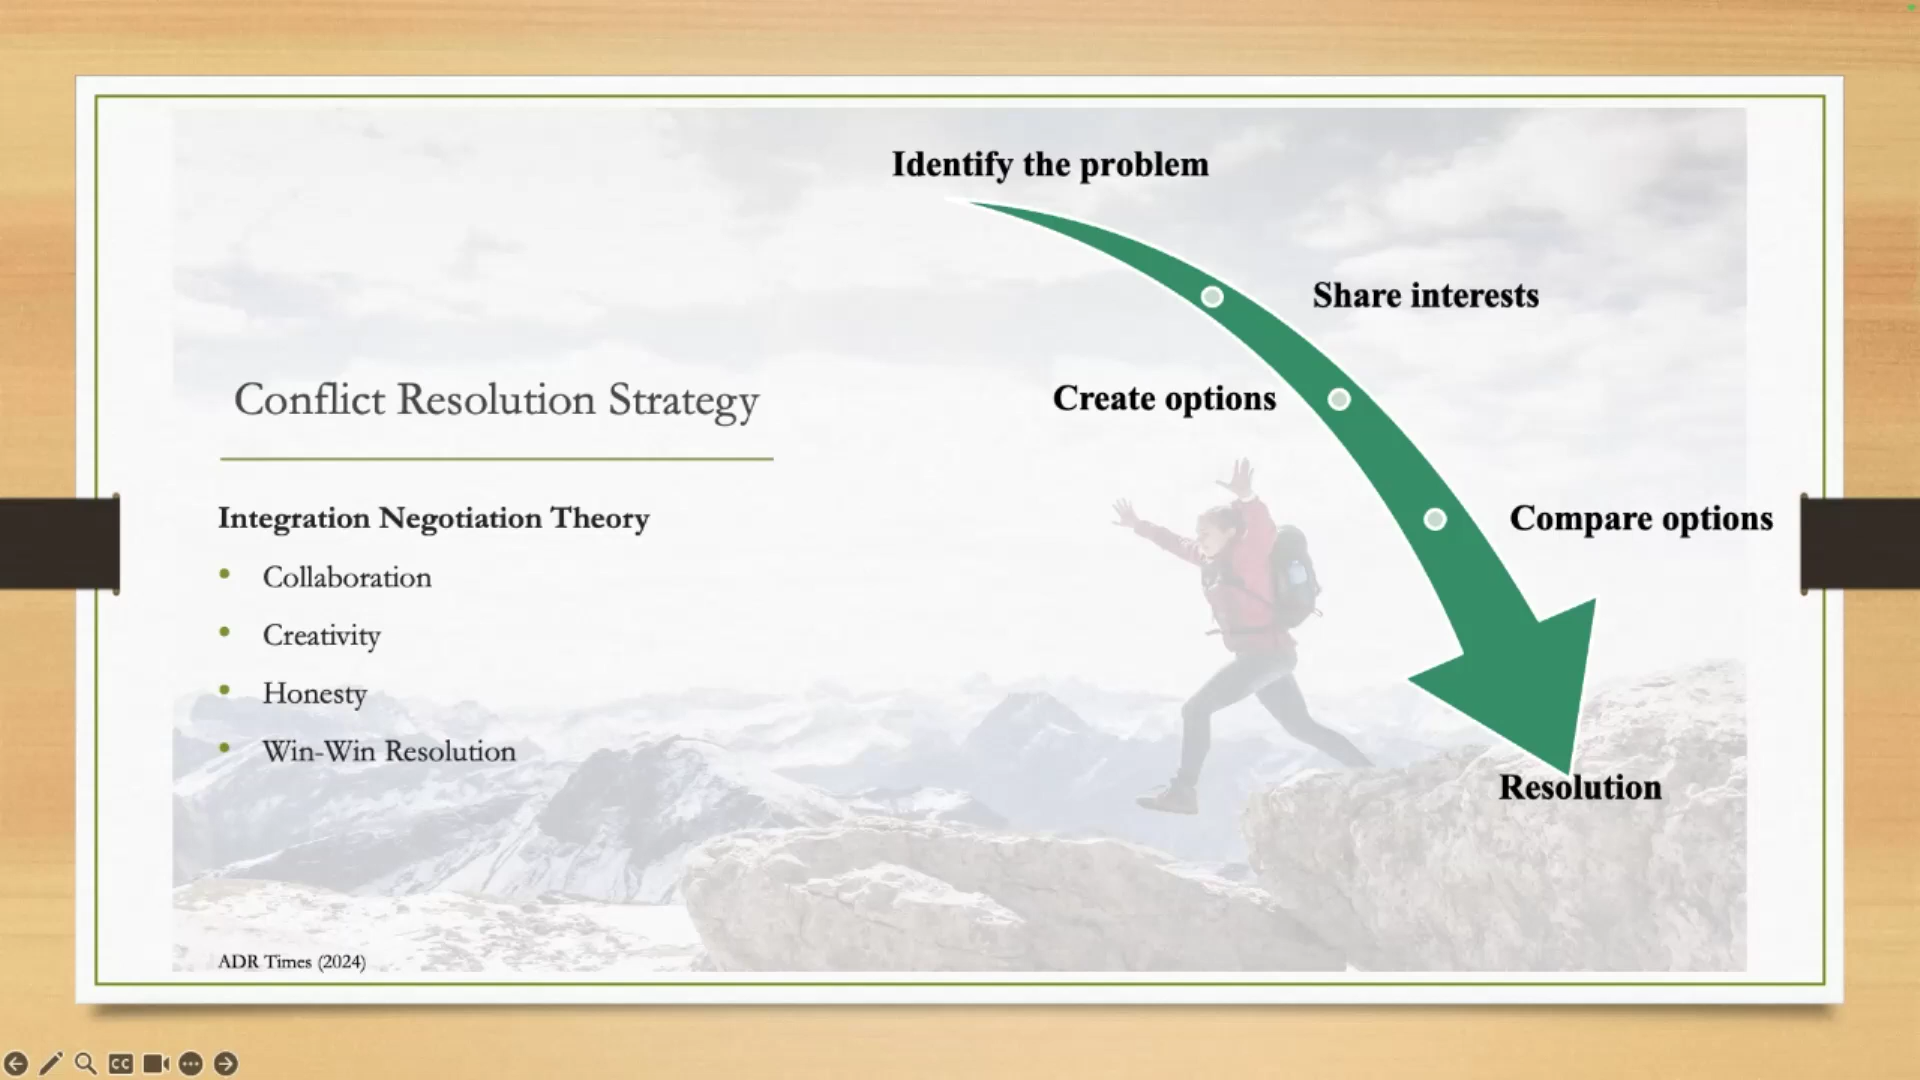 Conflict Resolution Strategy
Integration Negotiation Theory
Collaboration
Creativity
Honesty
Win-Win Resolution
ADR Times (2024)
Identify the problem
Share interests
Create options
Compare options
Resolution
CC